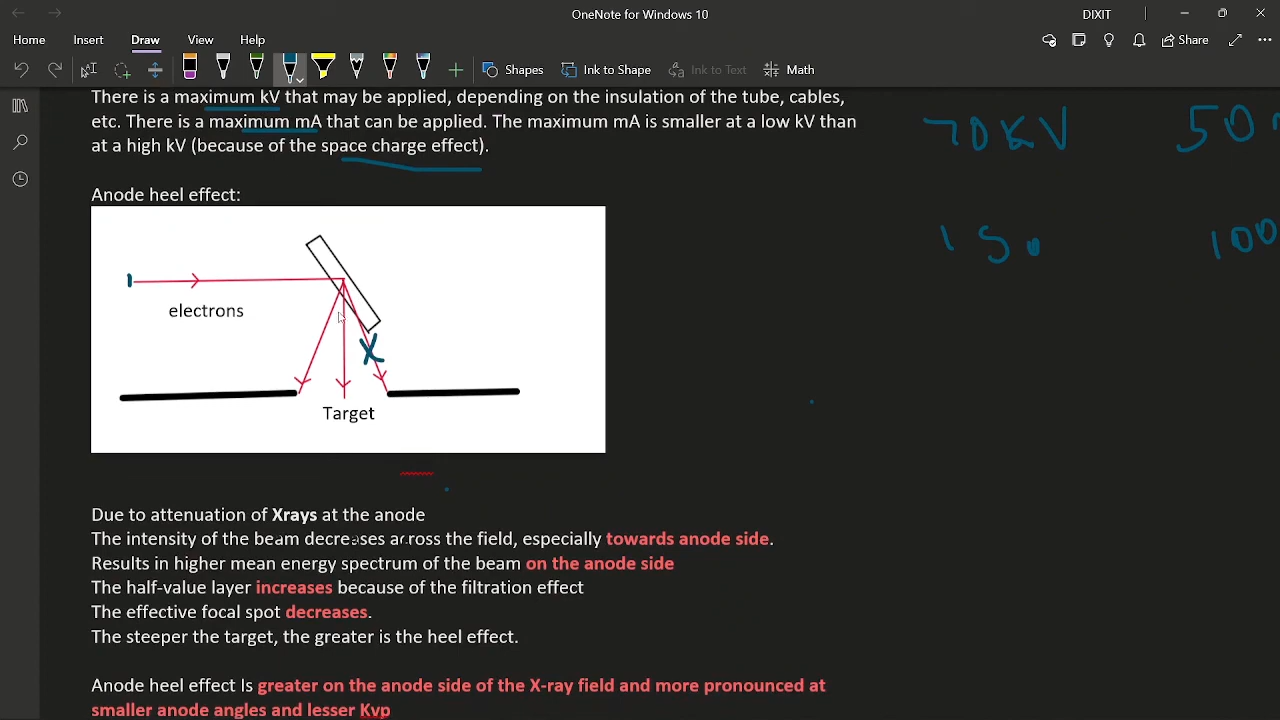 OneNote for Windows 10
DIXIT
Home Insert Draw View Help
Share
Shapes Ink to Shape Ink to Text Math
There is a maximum kV that may be applied, depending on the insulation of the tube, cables,
etc. There is a maximum mA that can be applied. The maximum mA is smaller at a low kV than
at a high kV (because of the space charge effect).
70 KV 50
150 100
Anode heel effect:
electrons
X
Target
Due to attenuation of Xrays at the anode
The intensity of the beam decreases across the field, especially towards anode side.
Results in higher mean energy spectrum of the beam on the anode side
The half-value layer increases because of the filtration effect
The effective focal spot decreases.
The steeper the target, the greater is the heel effect.
Anode heel effect Is greater on the anode side of the X-ray field and more pronounced at
smaller anode angles and lesser Kvp